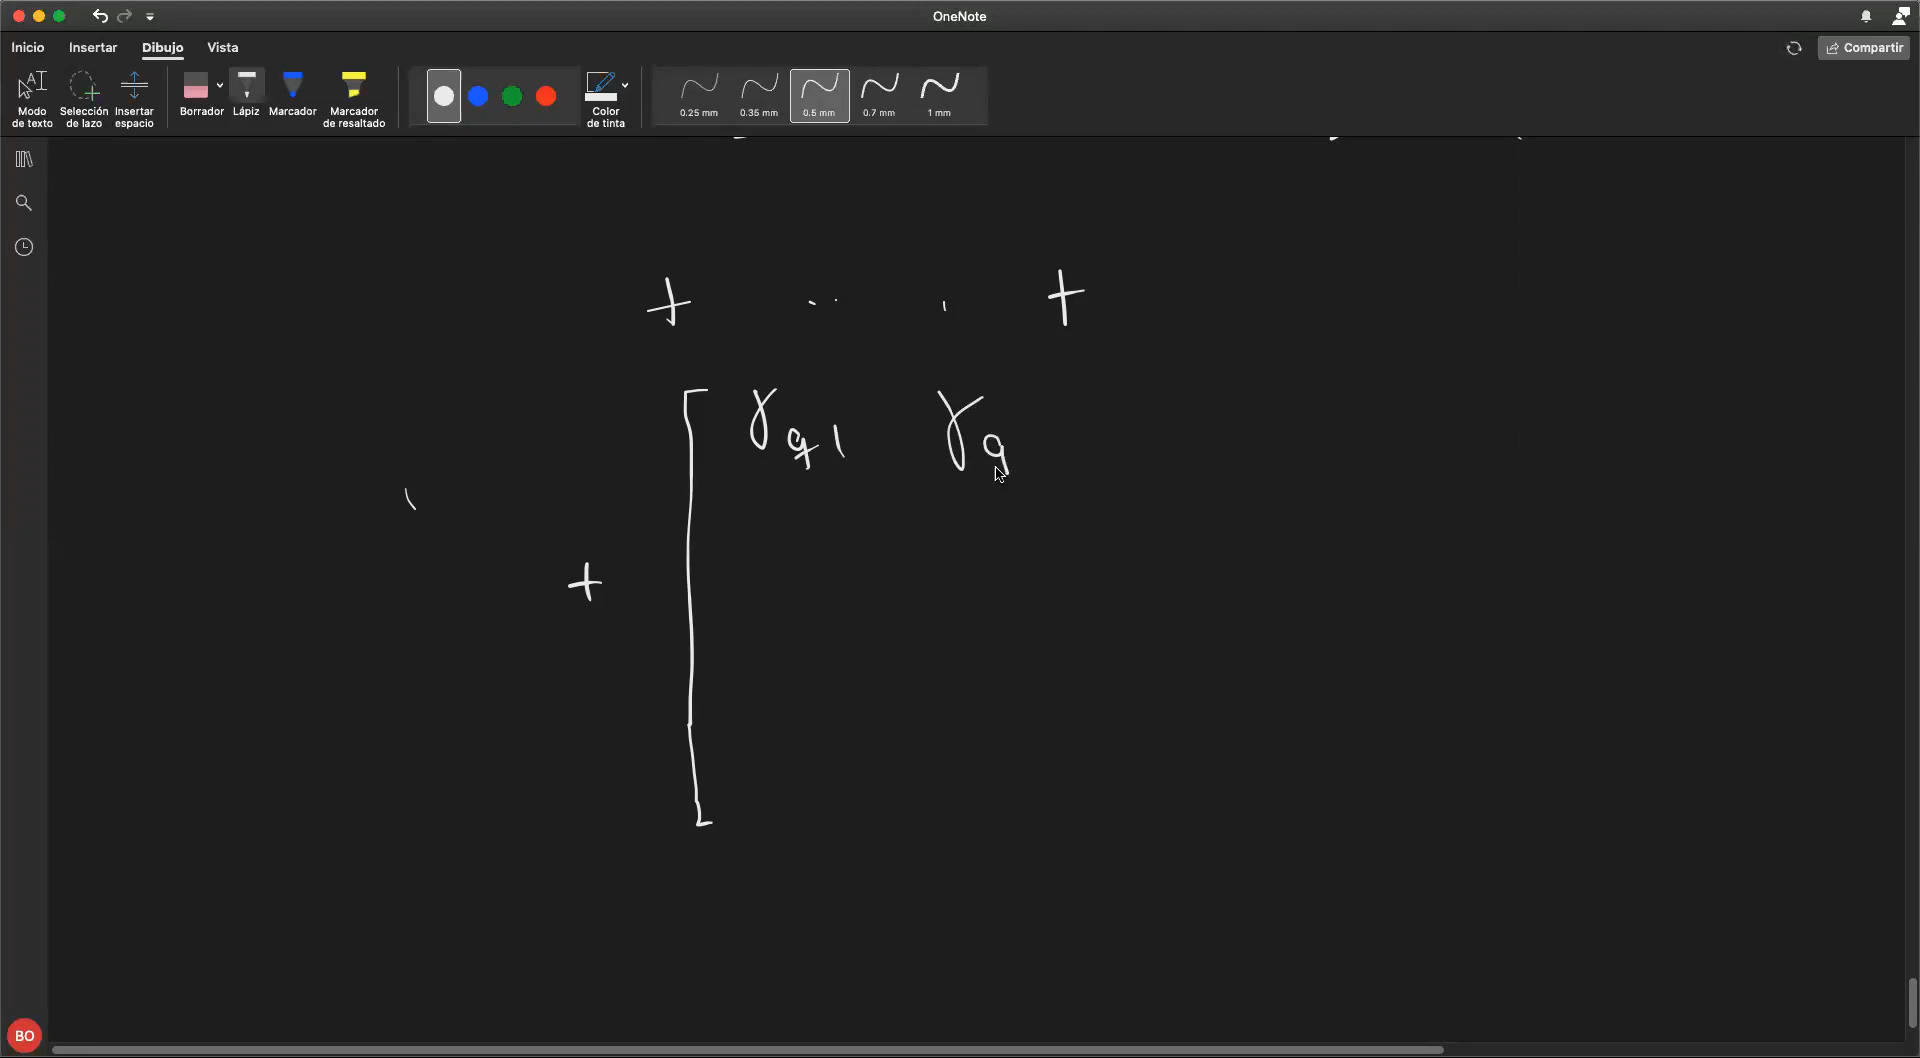 OneNote
Inicio Insertar Dibujo Vista Compartir
Modo de texto Selección de lazo Insertar espacio Borrador Lápiz Marcador Marcador de resaltado Color de tinta 0.25 mm 0.35 mm 0.5 mm 0.7 mm 1 mm
+ . . . +
[ γq1 γq
+
BO